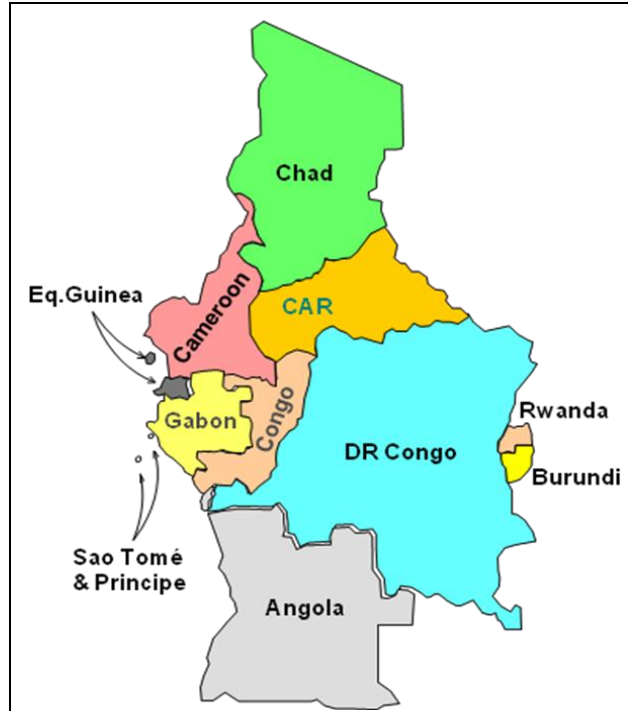 Chad
Eq.Guinea
Cameroon
CAR
Gabon
Congo
Rwanda
DR Congo
Burundi
Sao Tomé
& Principe
Angola